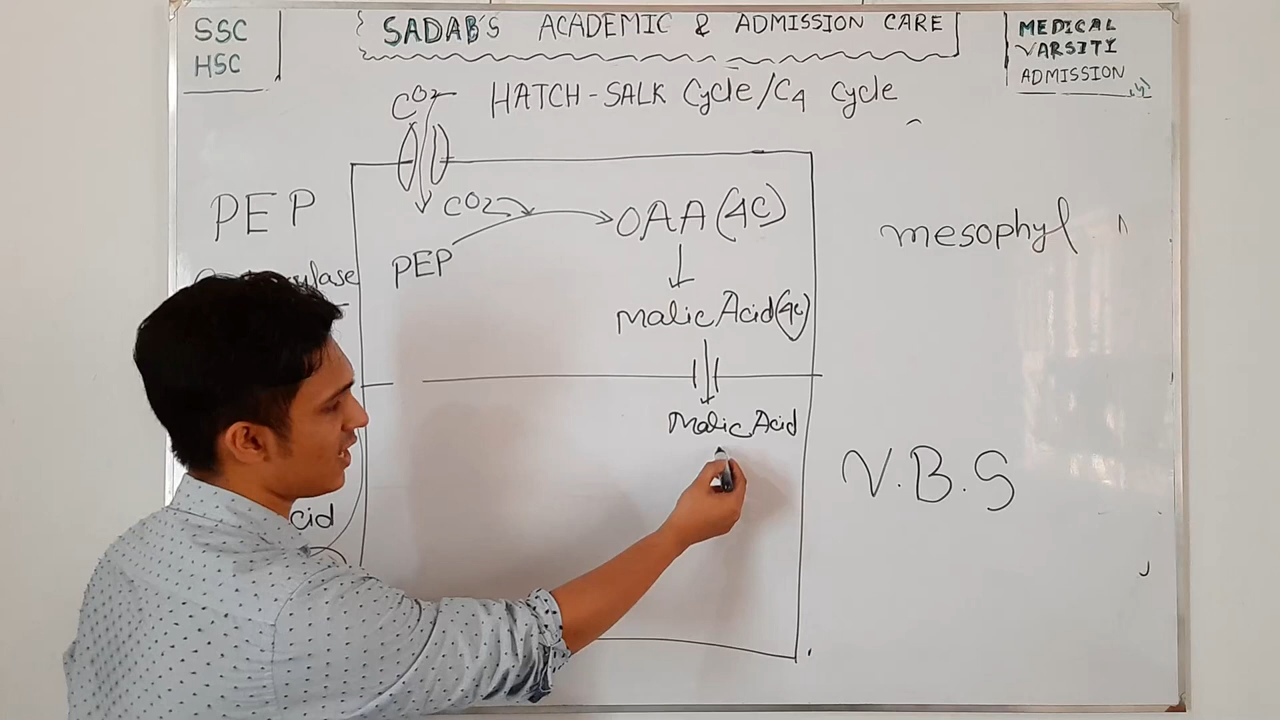 SSC
HSC
SADAB'S ACADEMIC & ADMISSION CARE
MEDICAL
VARSITY
ADMISSION
HATCH-SALK Cycle/C4 Cycle
CO2
PEP
CO2
OAA(4C)
mesophyl
PEP
Malic Acid(4C)
Malic Acid
V.B.S
cid